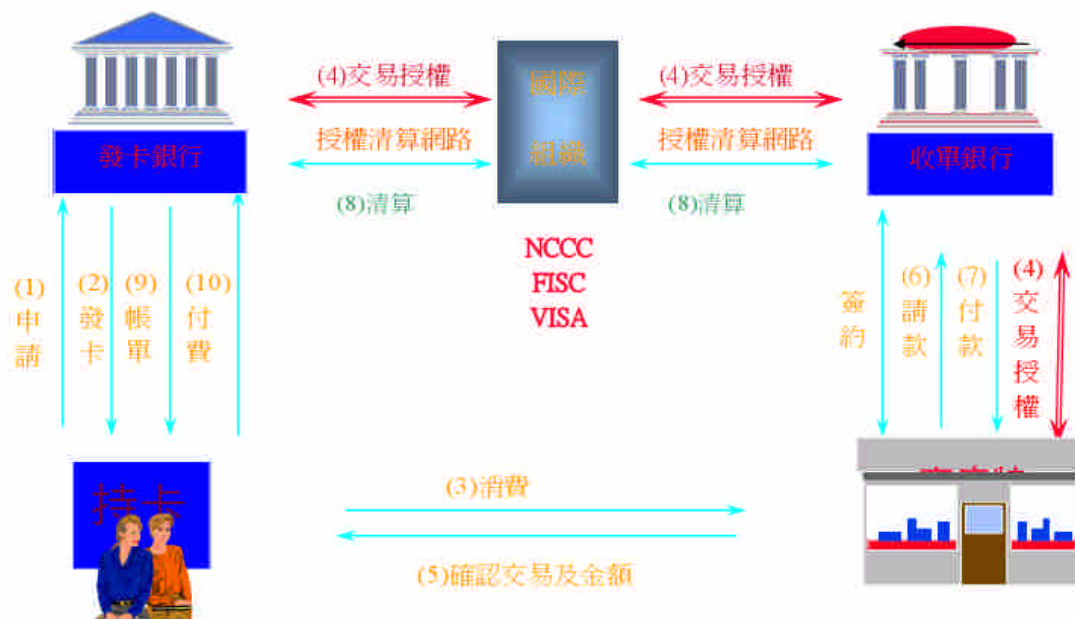 (4)交易授權
國際
(4)交易授權
發卡銀行
授權清算網路
組織
授權清算網路
收單銀行
(8)清算
(8)清算
NCCC
FISC
VISA
(1)申請
(2)發卡
(9)帳單
(10)付費
簽約
(6)請款
(7)付款
(4)交易授權
持卡
(3)消費
(5)確認交易及金額